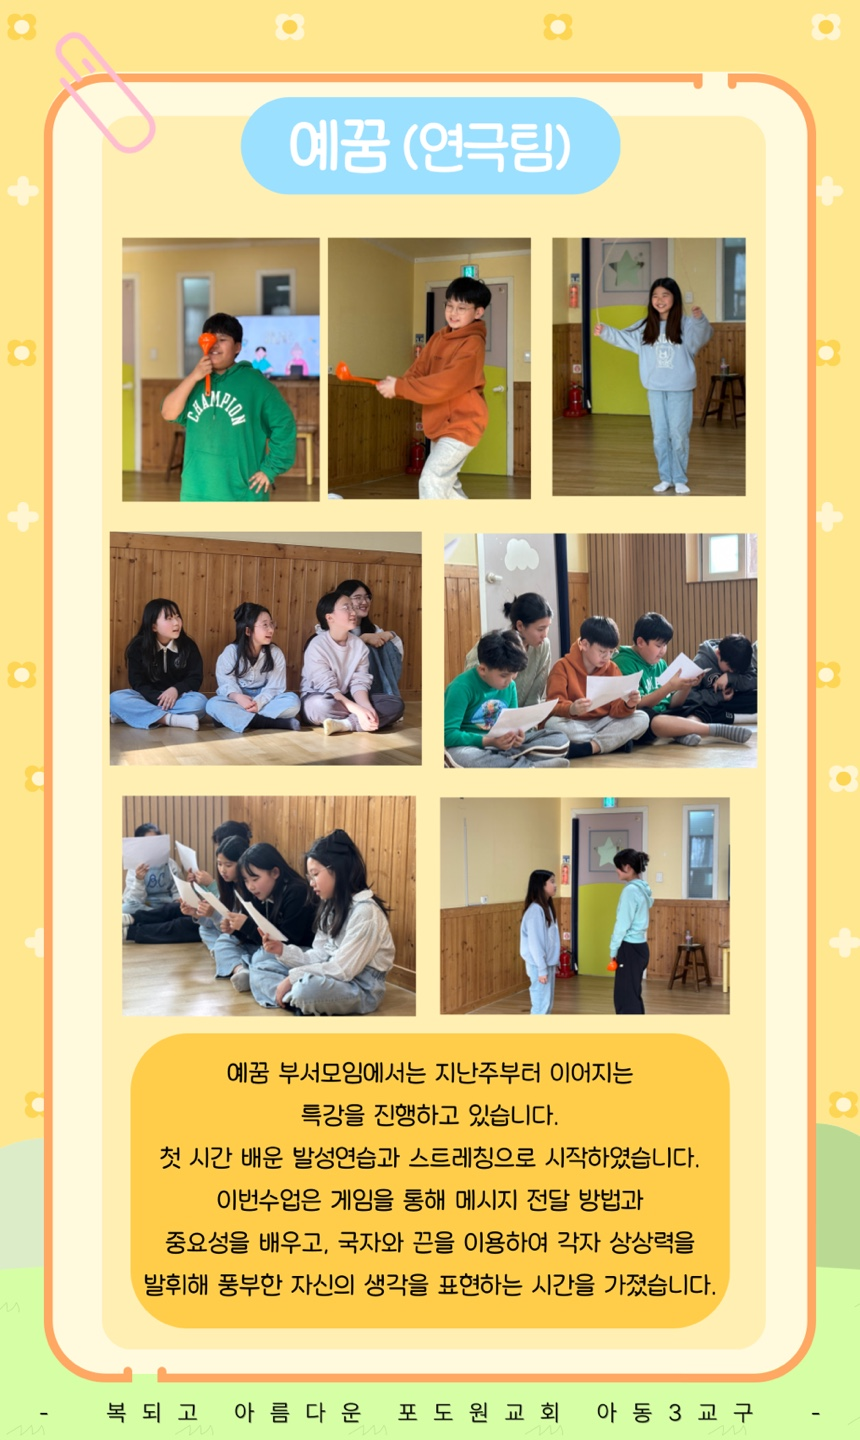 예꿈 (연극팀)
CHAMPION
예꿈 부서모임에서는 지난주부터 이어지는
특강을 진행하고 있습니다.
첫 시간 배운 발성연습과 스트레칭으로 시작하였습니다.
이번수업은 게임을 통해 메시지 전달 방법과
중요성을 배우고, 국자와 끈을 이용하여 각자 상상력을
발휘해 풍부한 자신의 생각을 표현하는 시간을 가졌습니다.
- 복되고 아름다운 포도원교회 아동3교구 -